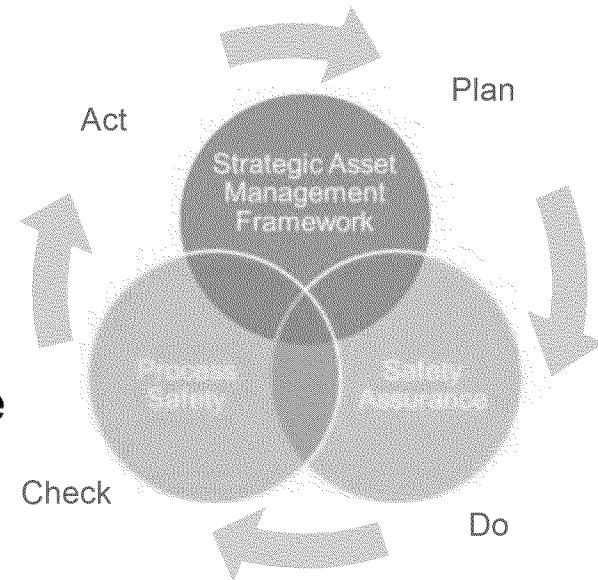 Act
Plan
Strategic Asset
Management
Framework
Process
Safety
Safety
Assurance
e
Check
Do